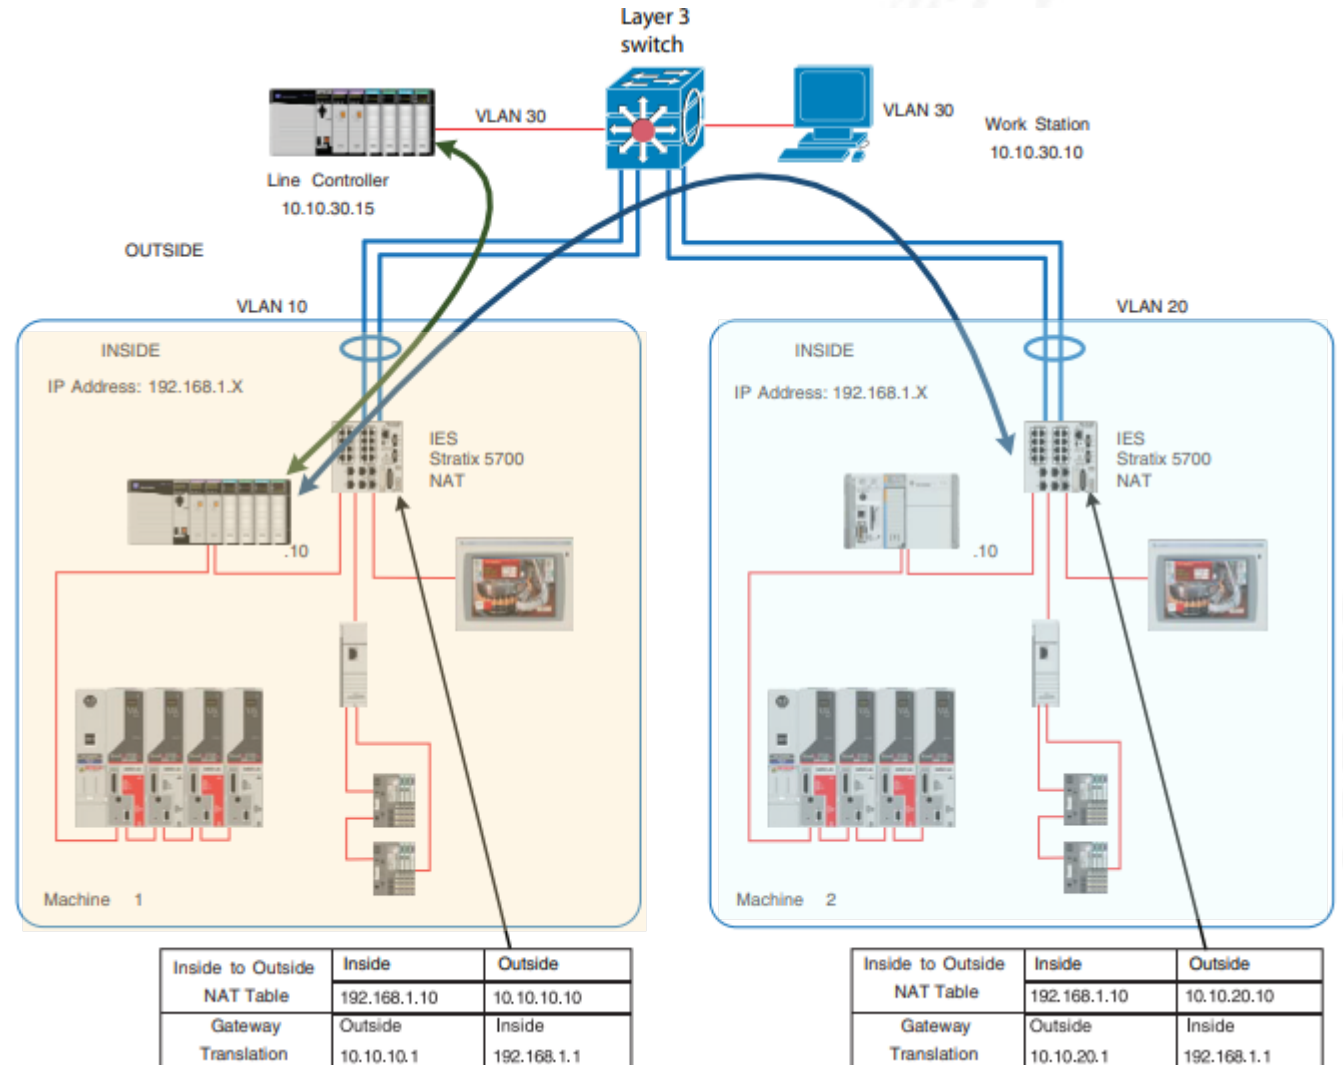 Layer 3
switch
VLAN 30
VLAN 30
Work Station
10.10.30.10
Line Controller
10.10.30.15
OUTSIDE
VLAN 10
VLAN 20
INSIDE
IP Address: 192.168.1.X
INSIDE
IP Address: 192.168.1.X
IES
Stratix 5700
NAT
IES
Stratix 5700
NAT
.10
.10
Machine 1
Machine 2
Inside to Outside
NAT Table
Inside
Outside
192.168.1.10
10.10.10.10
Gateway
Translation
Outside
Inside
10.10.10.1
192.168.1.1
Inside to Outside
NAT Table
Inside
Outside
192.168.1.10
10.10.20.10
Gateway
Translation
Outside
Inside
10.10.20.1
192.168.1.1